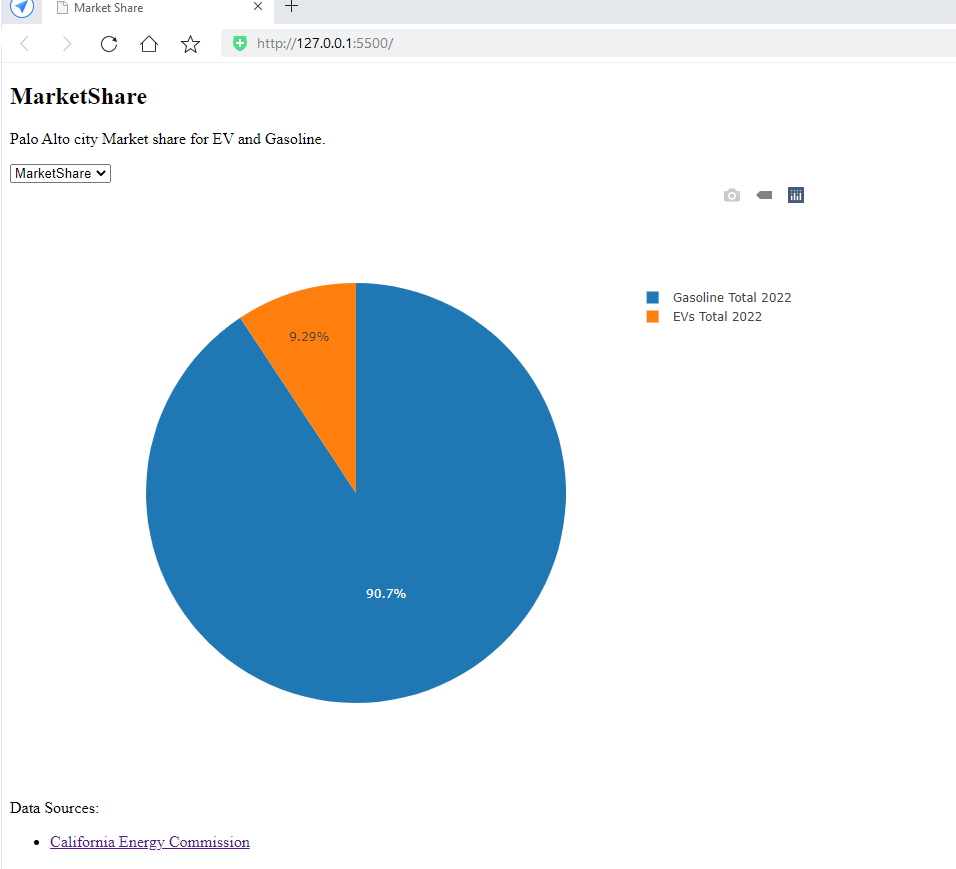 Market Share
http://127.0.0.1:5500/
MarketShare
Palo Alto city Market share for EV and Gasoline.
MarketShare
Gasoline Total 2022
EVs Total 2022
9.29%
90.7%
Data Sources:
California Energy Commission